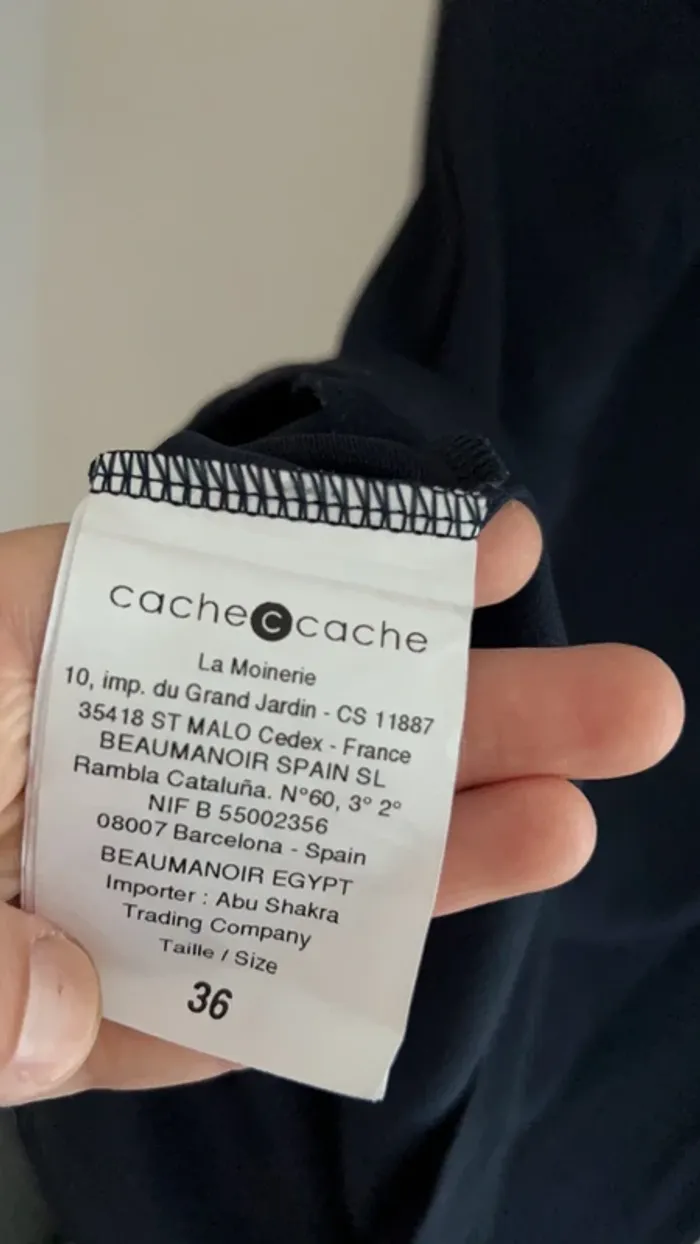 cache c cache
La Moinerie
10, imp. du Grand Jardin - CS 11887
35418 ST MALO Cedex - France
BEAUMANOIR SPAIN SL
Rambla Cataluña. N°60, 3° 2°
NIF B 55002356
08007 Barcelona - Spain
BEAUMANOIR EGYPT
Importer : Abu Shakra
Trading Company
Taille / Size
36